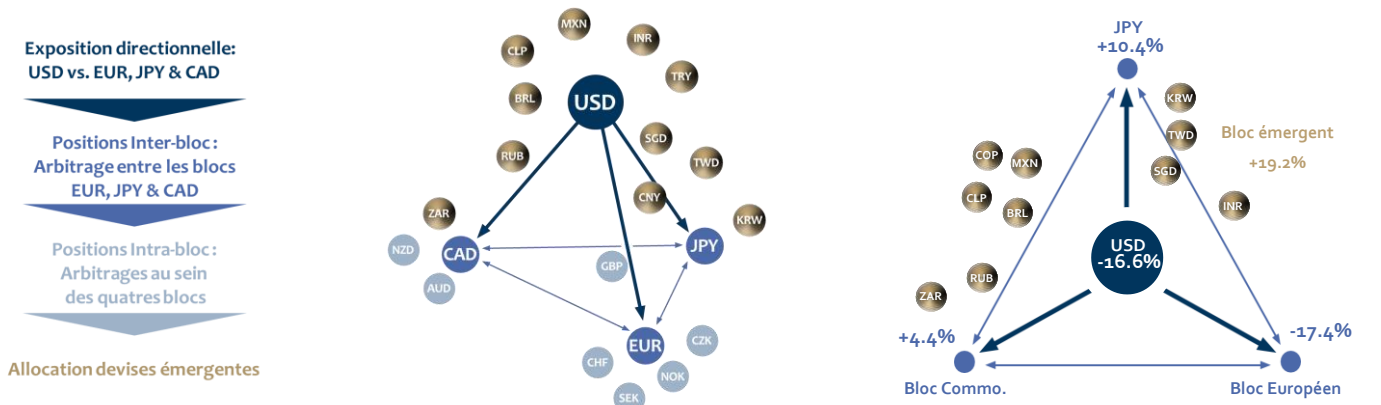 Exposition directionnelle:
USD vs. EUR, JPY & CAD
Positions Inter-bloc :
Arbitrage entre les blocs
EUR, JPY & CAD
Positions Intra-bloc :
Arbitrages au sein
des quatres blocs
Allocation devises émergentes
MXN
INR
CLP
TRY
BRL
USD
SGD
RUB
TWD
CNY
ZAR
KRW
NZD
CAD
JPY
GBP
AUD
EUR
CZK
CHF
NOK
SEK
JPY
+10.4%
KRW
TWD
Bloc émergent
+19.2%
COP
MXN
SGD
CLP
BRL
INR
USD
-16.6%
RUB
ZAR
+4.4%
-17.4%
Bloc Commo.
Bloc Européen